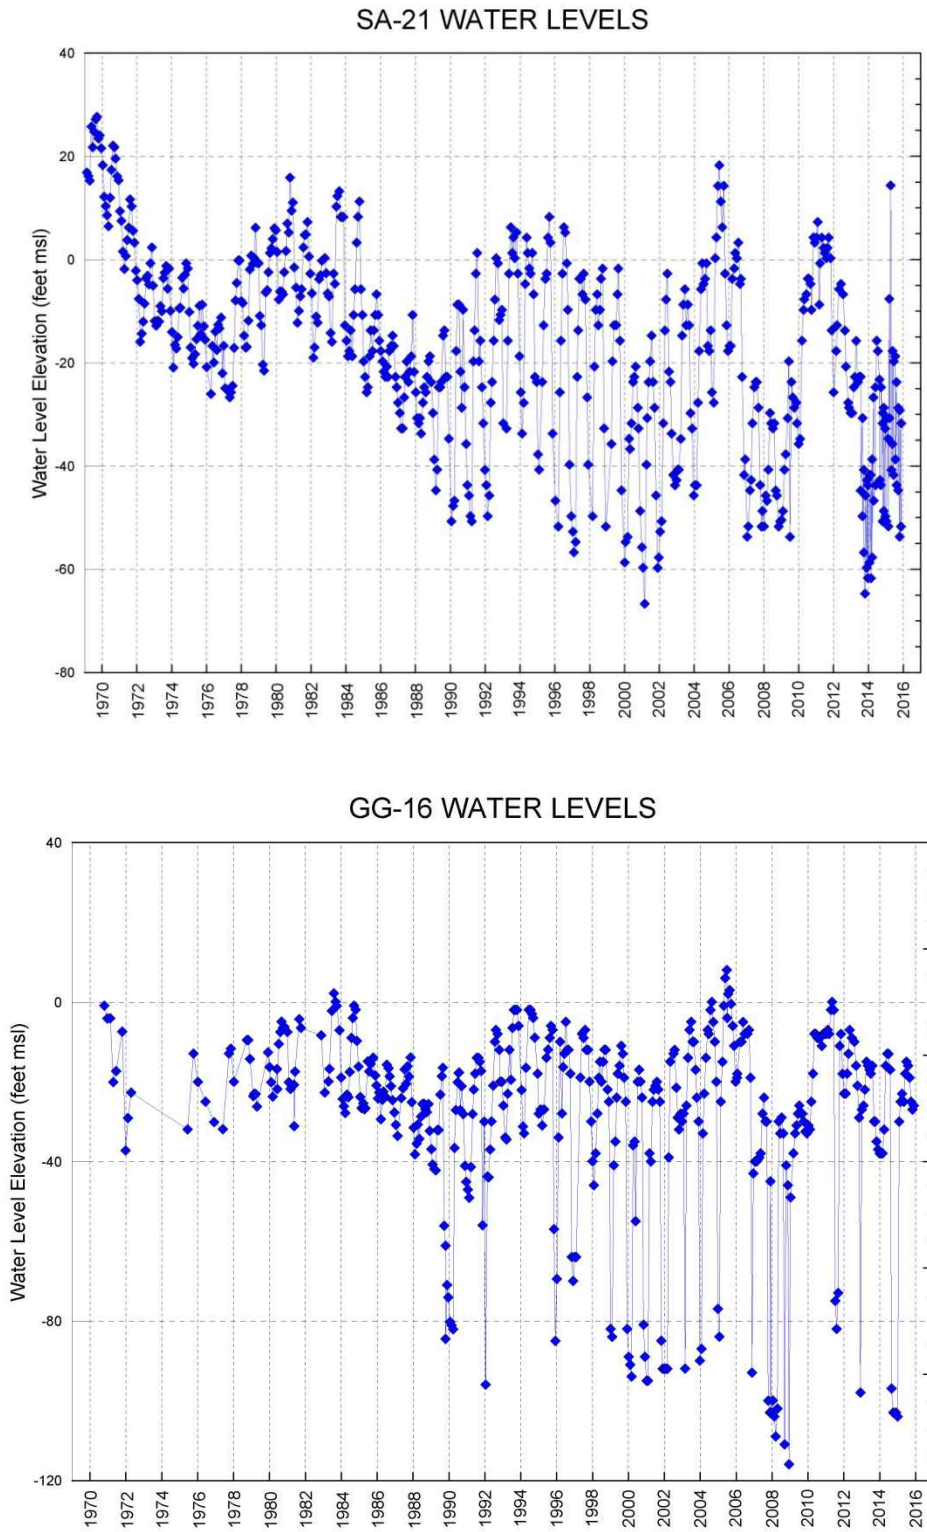 SA-21 WATER LEVELS
40
20
0
-20
-40
-60
-80
Water Level Elevation (feet msl)
1970 1972 1974 1976 1978 1980 1982 1984 1986 1988 1990 1992 1994 1996 1998 2000 2002 2004 2006 2008 2010 2012 2014 2016
GG-16 WATER LEVELS
40
0
-40
-80
-120
Water Level Elevation (feet msl)
1970 1972 1974 1976 1978 1980 1982 1984 1986 1988 1990 1992 1994 1996 1998 2000 2002 2004 2006 2008 2010 2012 2014 2016